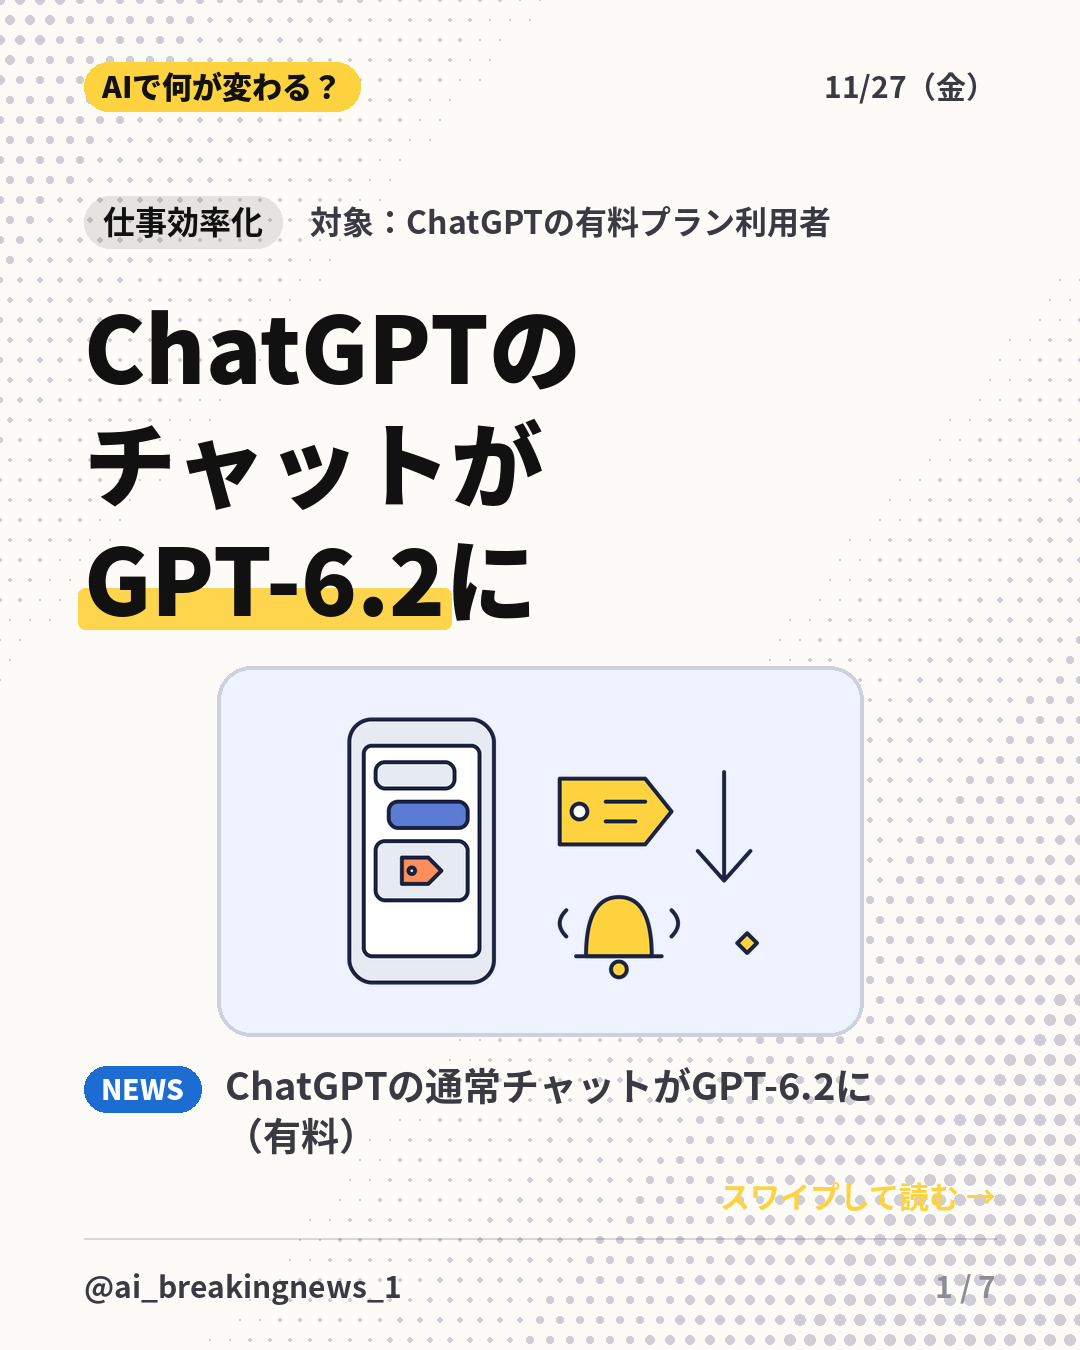 AIで何が変わる？
11/27（金）
仕事効率化
対象：ChatGPTの有料プラン利用者
ChatGPTの
チャットが
GPT-6.2に
NEWS
ChatGPTの通常チャットがGPT-6.2に
（有料）
スワイプして読む →
@ai_breakingnews_1
1 / 7